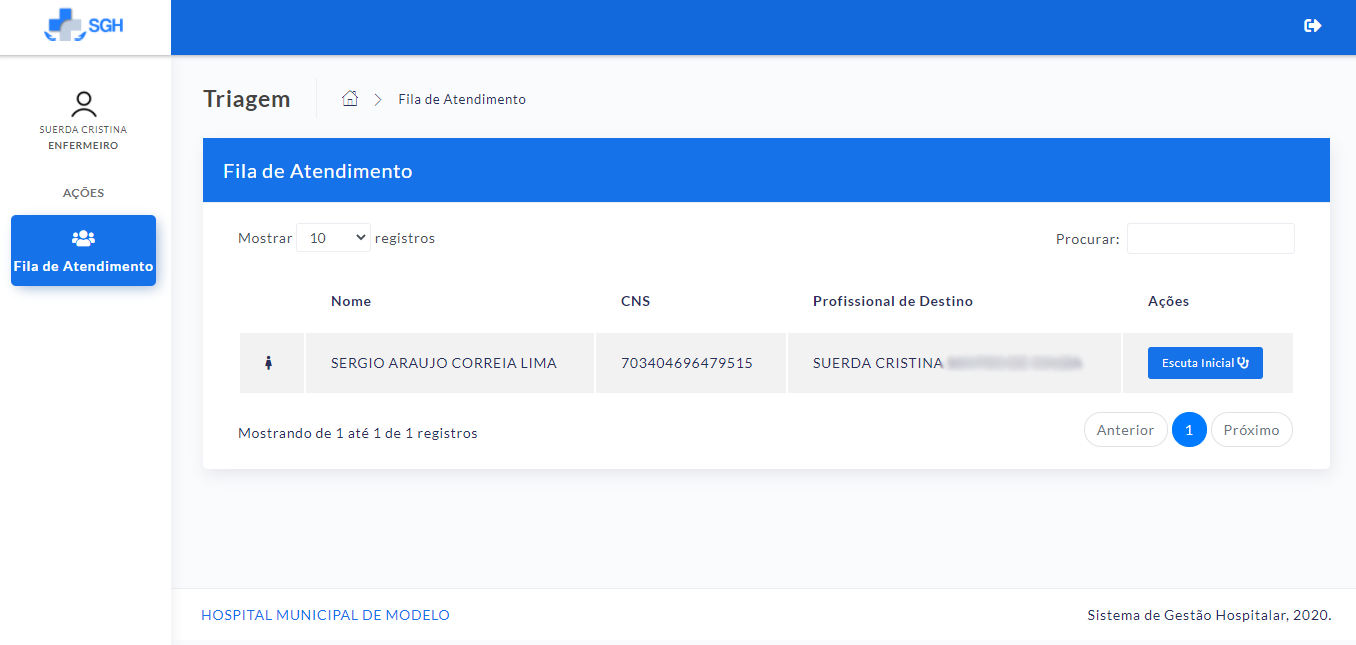 SGH
SUERDA CRISTINA
ENFERMEIRO
AÇÕES
Fila de Atendimento
Triagem
Fila de Atendimento
Fila de Atendimento
Mostrar 10 registros
Procurar:
Nome CNS Profissional de Destino Ações
SERGIO ARAUJO CORREIA LIMA 703404696479515 SUERDA CRISTINA Escuta Inicial
Mostrando de 1 até 1 de 1 registros
Anterior 1 Próximo
HOSPITAL MUNICIPAL DE MODELO
Sistema de Gestão Hospitalar, 2020.